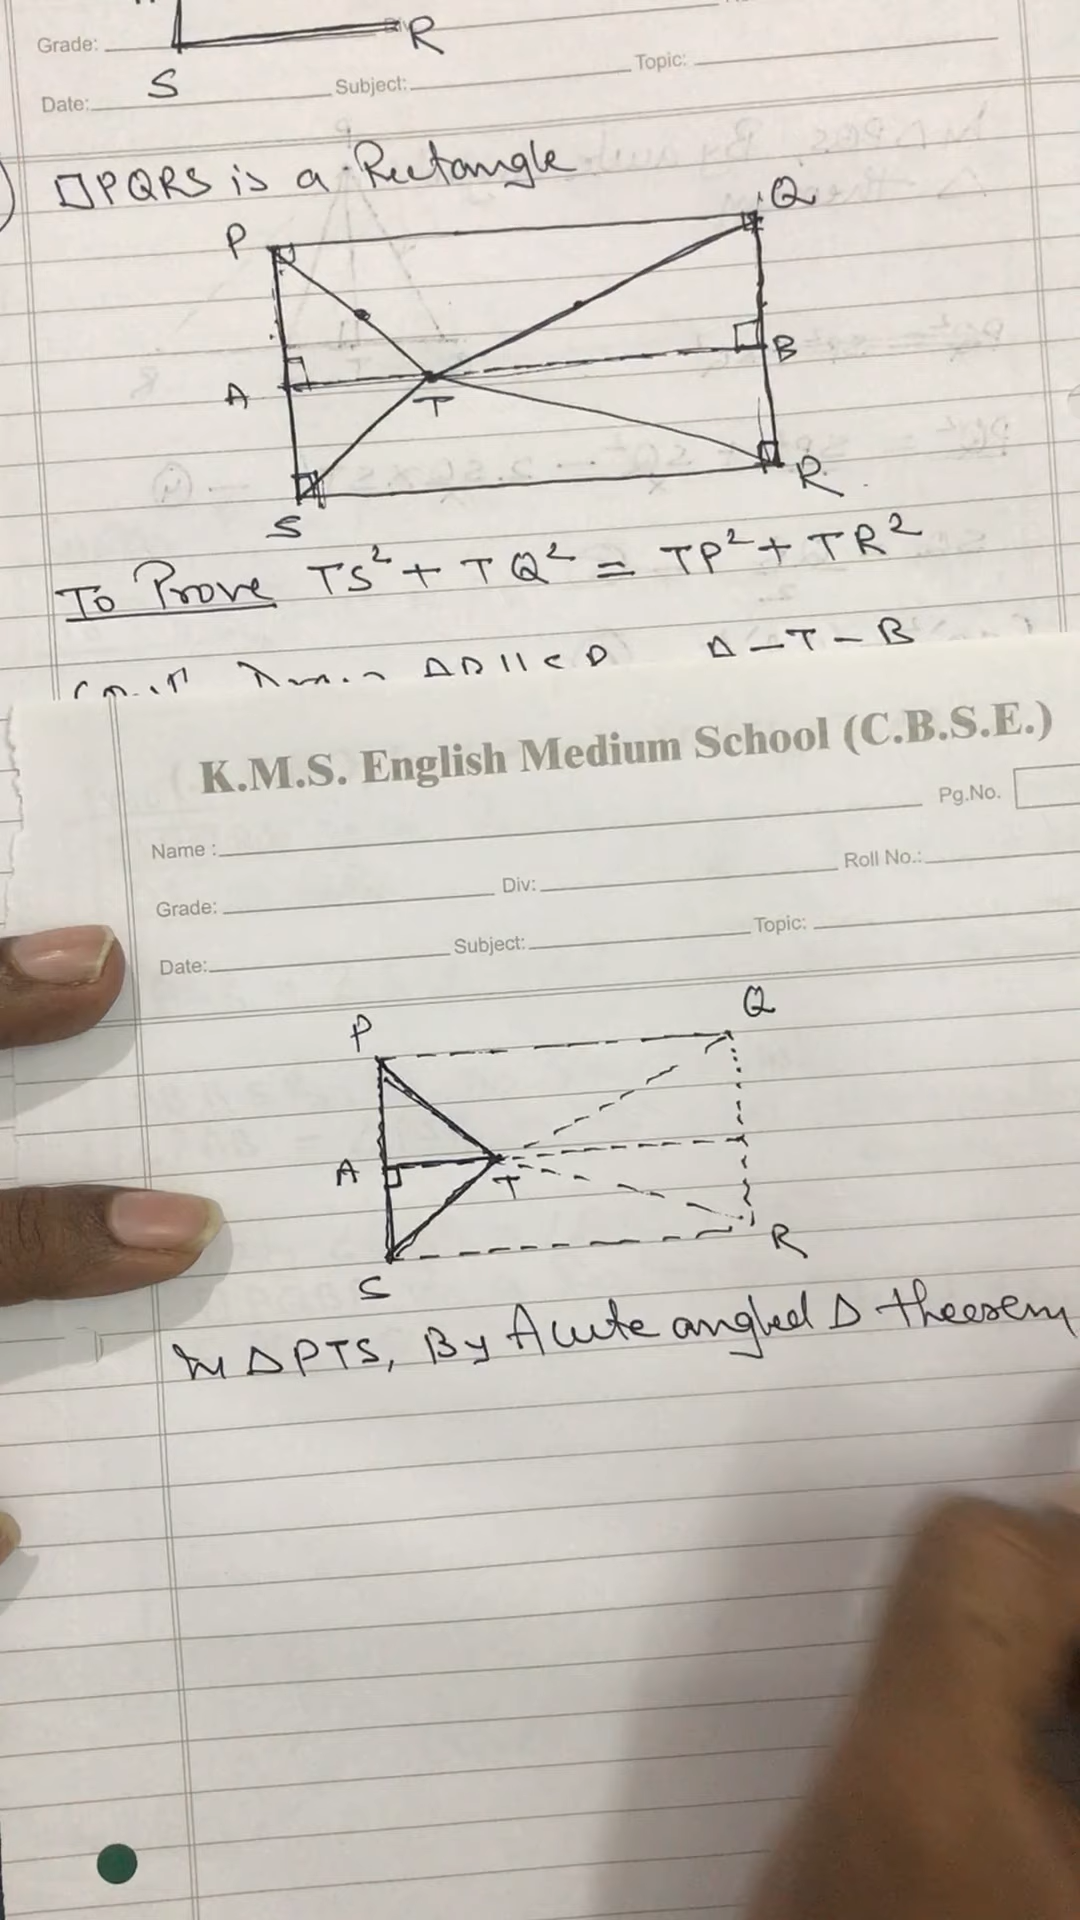 R
Grade:
S
Subject:
Topic:
Date:
□PQRS is a Rectangle
Q
P
B
A
T
R
S
To Prove TS² + TQ² = TP² + TR²
A – T – B
K.M.S. English Medium School (C.B.S.E.)
Pg.No.
Name :
Roll No.:
Div:
Grade:
Topic:
Subject:
Date:
Q
P
A
T
R
S
In ΔPTS, By Acute angled Δ theorem